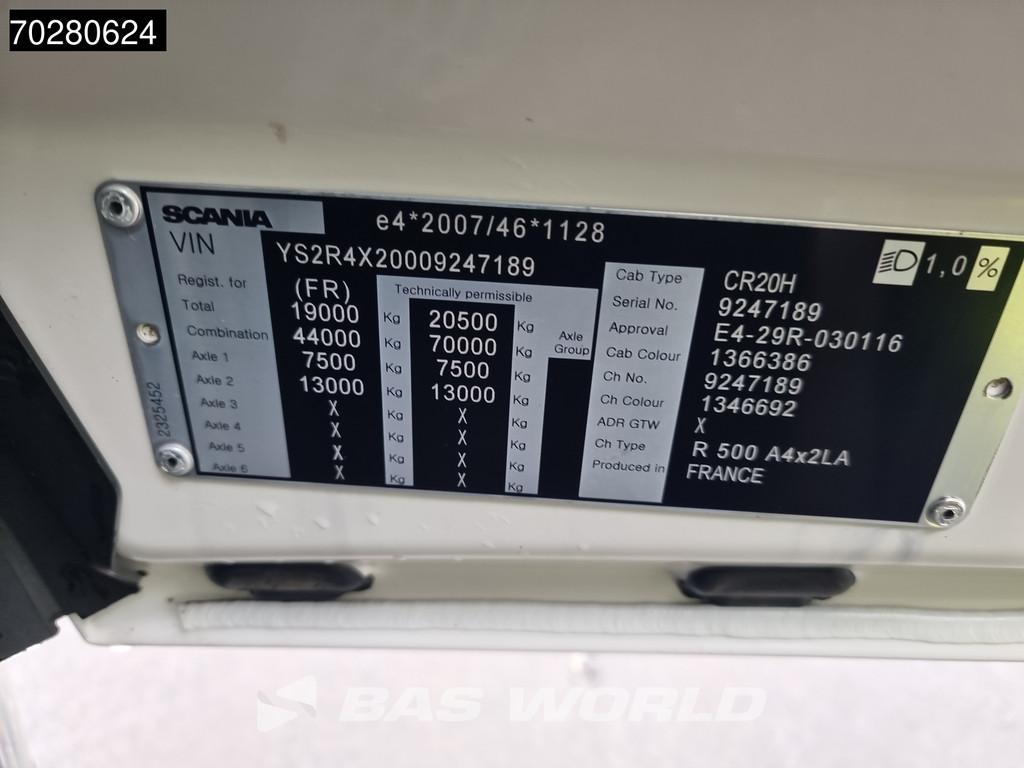 70280624
SCANIA e4*2007/46*1128
VIN YS2R4X20009247189
1,0 %
Regist. for (FR) Technically permissible
Total 19000 Kg 20500 Kg
Combination 44000 Kg 70000 Kg Axle Group
Axle 1 7500 Kg 7500 Kg
Axle 2 13000 Kg 13000 Kg
Axle 3 X Kg X Kg
Axle 4 X Kg X Kg
Axle 5 X Kg X Kg
Axle 6 X Kg X Kg
Cab Type CR20H
Serial No. 9247189
Approval E4-29R-030116
Cab Colour 1366386
Ch No. 9247189
Ch Colour 1346692
ADR GTW X
Ch Type R 500 A4x2LA
Produced in FRANCE
2325452
BAS WORLD